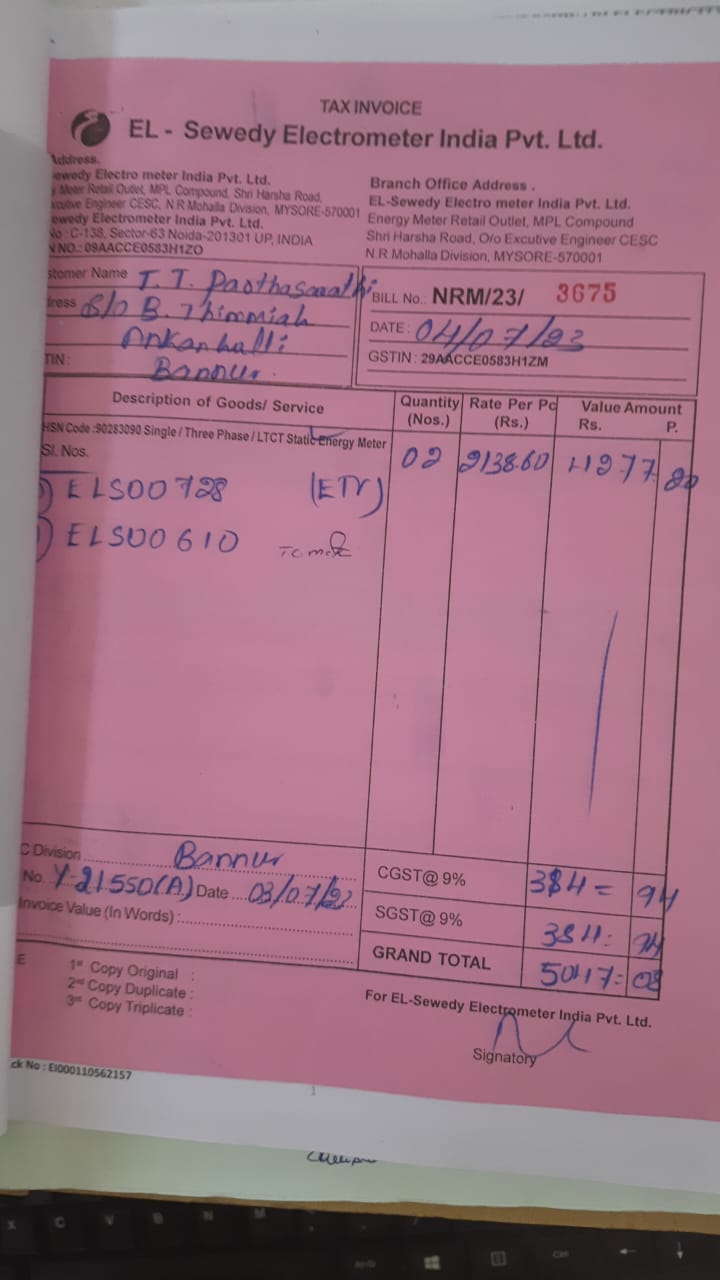 TAX INVOICE
EL - Sewedy Electrometer India Pvt. Ltd.
Address.
ewedy Electro meter India Pvt. Ltd.
y Meter Retail Outlet, MPL Compound, Shri Harsha Road,
xcutive Engineer CESC, N.R.Mohalla Division, MYSORE-570001
ewedy Electrometer India Pvt. Ltd.
No : C-138, Sector-63 Noida-201301 UP, INDIA
N NO.: 09AACCE0583H1ZO
Branch Office Address .
EL-Sewedy Electro meter India Pvt. Ltd.
Energy Meter Retail Outlet, MPL Compound
Shri Harsha Road, O/o Excutive Engineer CESC
N.R.Mohalla Division, MYSORE-570001
stomer Name T. T. Paothasarathi
dress S/o B. Thimmiah
Ankanhalli
TIN : Bannur.
BILL No.: NRM/23/ 3675
DATE : 04/07/23
GSTIN : 29AACCE0583H1ZM
Description of Goods/ Service Quantity (Nos.) Rate Per Pc (Rs.) Value Amount Rs. P.
HSN Code :90283090 Single / Three Phase / LTCT Static Energy Meter
Sl. Nos. 02 2138.60 4277.20
ELS00728 (ETV)
ELS00610
C Division Bannur
No. Y-21550(A) Date 03/07/23
Invoice Value (In Words) :
CGST@ 9% 384= 94
SGST@ 9% 384: 94
GRAND TOTAL 5047: 08
E 1st Copy Original :
2nd Copy Duplicate :
3rd Copy Triplicate :
For EL-Sewedy Electrometer India Pvt. Ltd.
Signatory
ck No : EI000110562157
X C V B N M
Ctrl